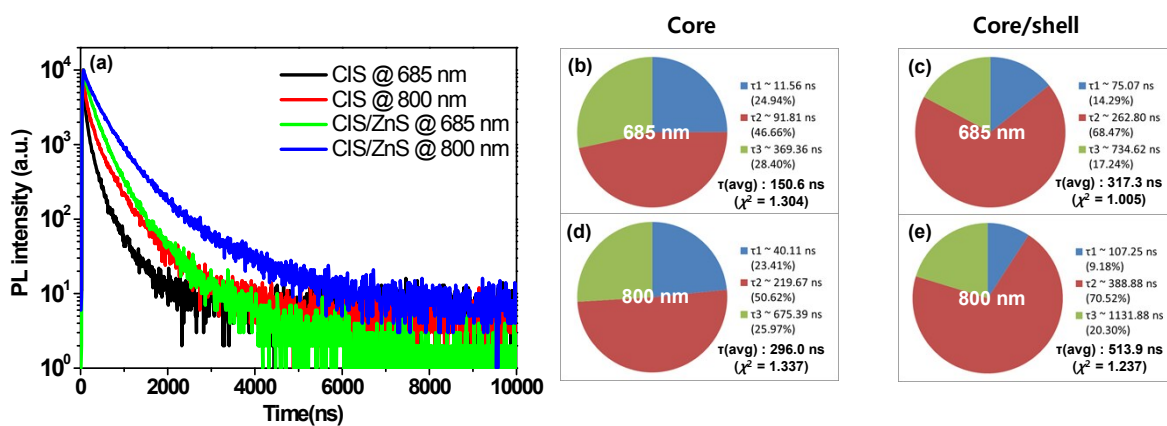 Core
Core/shell
(a)
CIS @ 685 nm
CIS @ 800 nm
CIS/ZnS @ 685 nm
CIS/ZnS @ 800 nm
PL intensity (a.u.)
10⁴
10³
10²
10¹
10⁰
0 2000 4000 6000 8000 10000
Time(ns)
(b)
685 nm
τ1 ~ 11.56 ns
(24.94%)
τ2 ~ 91.81 ns
(46.66%)
τ3 ~ 369.36 ns
(28.40%)
τ(avg) : 150.6 ns
(χ² = 1.304)
(c)
685 nm
τ1 ~ 75.07 ns
(14.29%)
τ2 ~ 262.80 ns
(68.47%)
τ3 ~ 734.62 ns
(17.24%)
τ(avg) : 317.3 ns
(χ² = 1.005)
(d)
800 nm
τ1 ~ 40.11 ns
(23.41%)
τ2 ~ 219.67 ns
(50.62%)
τ3 ~ 675.39 ns
(25.97%)
τ(avg) : 296.0 ns
(χ² = 1.337)
(e)
800 nm
τ1 ~ 107.25 ns
(9.18%)
τ2 ~ 388.88 ns
(70.52%)
τ3 ~ 1131.88 ns
(20.30%)
τ(avg) : 513.9 ns
(χ² = 1.237)